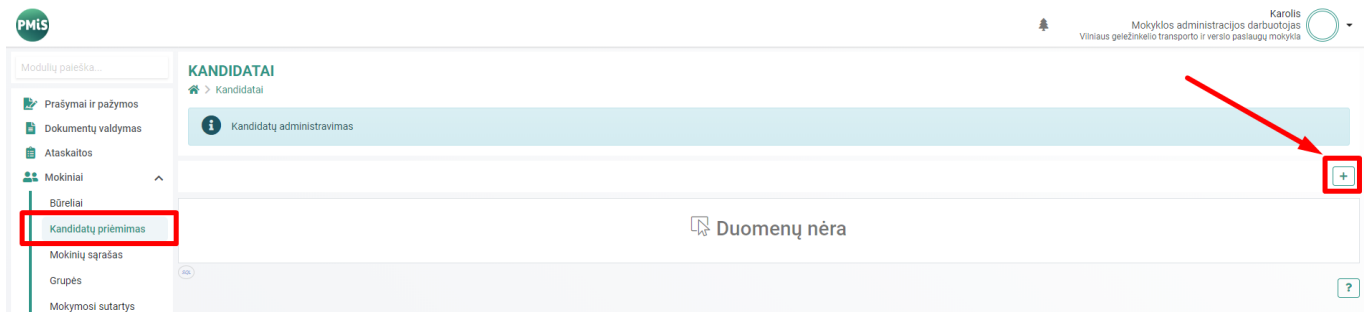 PMiS
Karolis
Mokyklos administracijos darbuotojas
Vilniaus geležinkelio transporto ir verslo paslaugų mokykla
Modulių paieška...
Prašymai ir pažymos
Dokumentų valdymas
Ataskaitos
Mokiniai
Būreliai
Kandidatų priėmimas
Mokinių sąrašas
Grupės
Mokymosi sutartys
KANDIDATAI
> Kandidatai
Kandidatų administravimas
+
Duomenų nėra
?